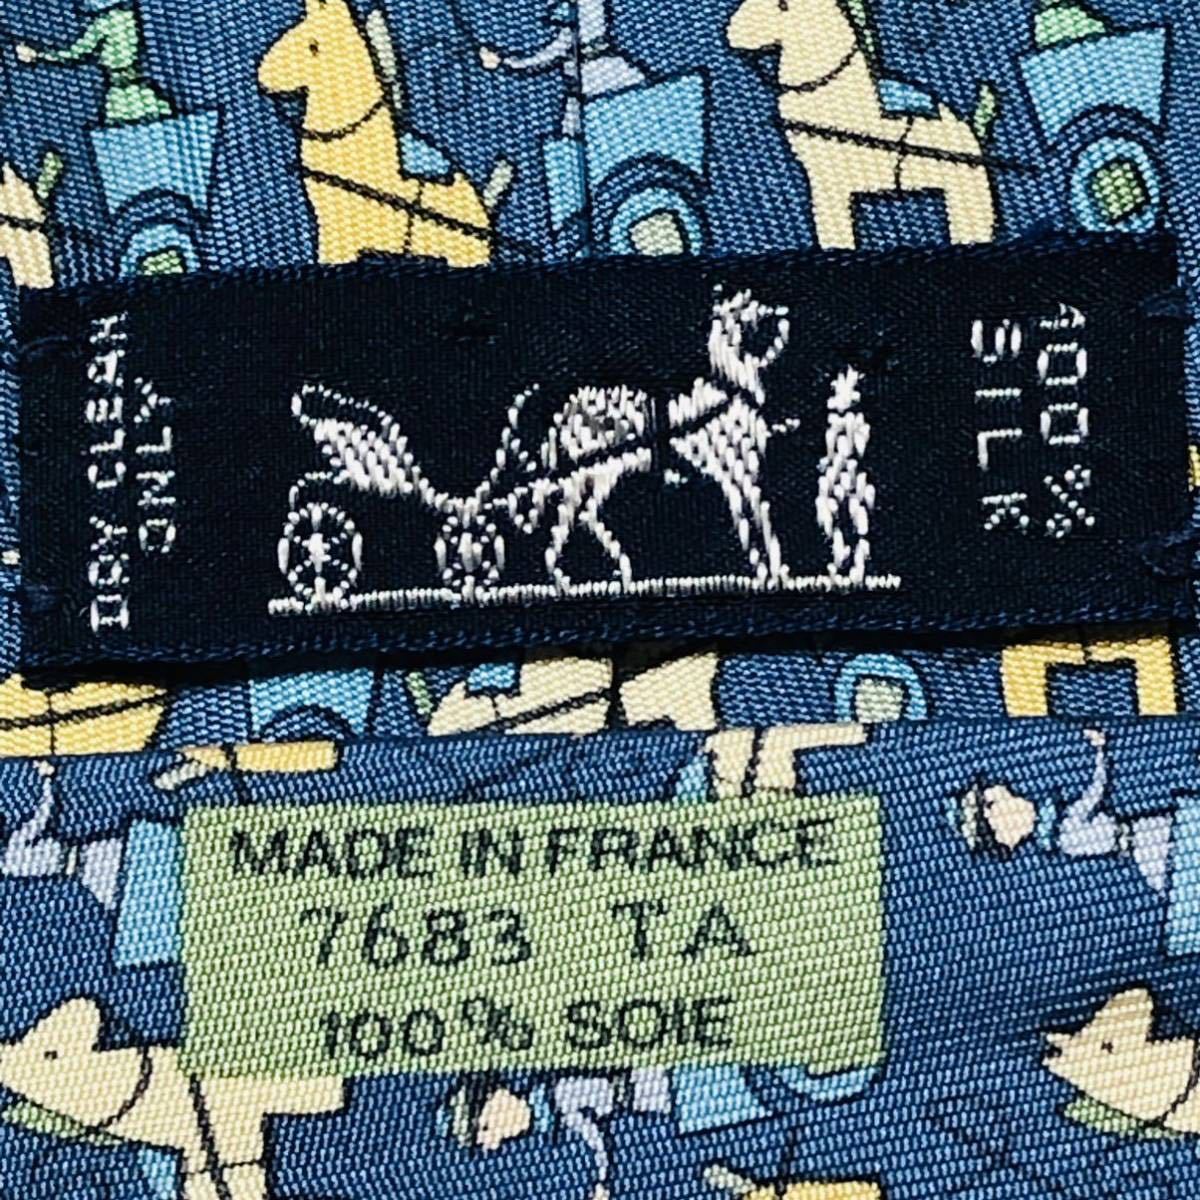 DRY CLEAN
ONLY
100%
SILK
MADE IN FRANCE
7683 TA
100% SOIE